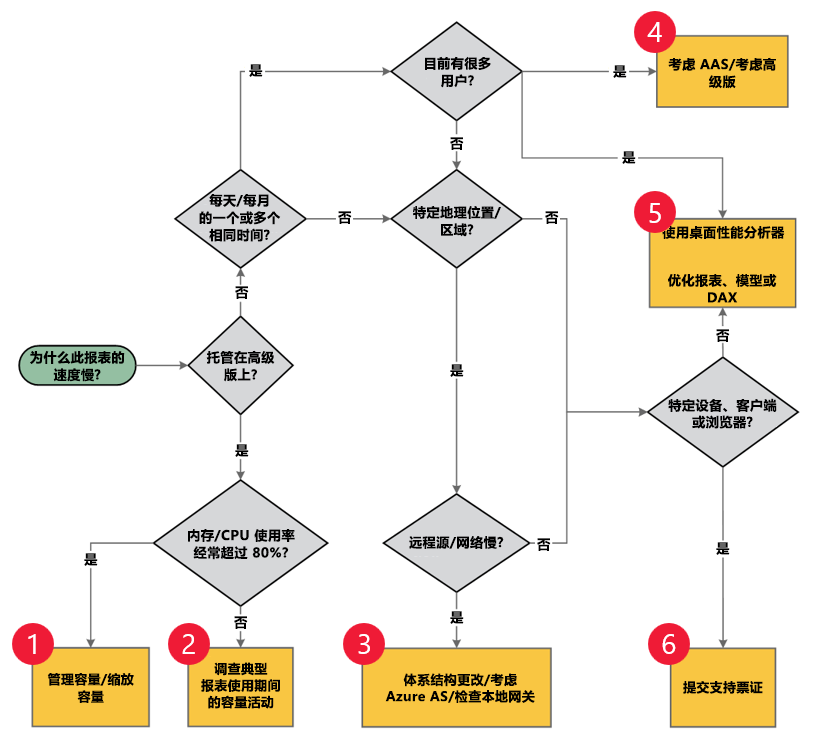 4
考虑 AAS/考虑高
级版
目前有很多
用户?
是
是
否
是
每天/每月
的一个或多个
相同时间?
否
特定地理位置/
区域?
否
5
使用桌面性能分析器
优化报表、模型或
DAX
否
否
为什么此报表的
速度慢?
托管在高级
版上?
是
特定设备、客户端
或浏览器?
是
内存/CPU 使用率
经常超过 80%?
是
远程源/网络慢?
否
是
否
是
1
管理容量/缩放
容量
2
调查典型
报表使用期间
的容量活动
3
体系结构更改/考虑
Azure AS/检查本地网关
6
提交支持票证